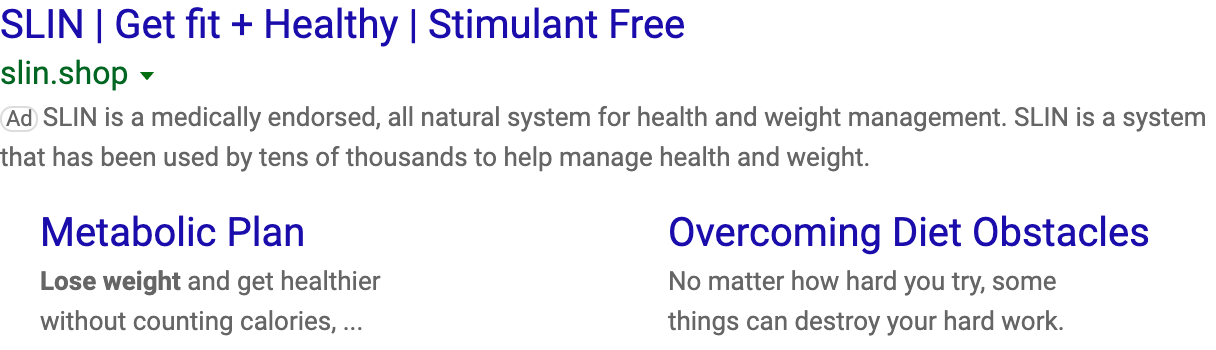 SLIN | Get fit + Healthy | Stimulant Free
slin.shop
Ad SLIN is a medically endorsed, all natural system for health and weight management. SLIN is a system
that has been used by tens of thousands to help manage health and weight.
Metabolic Plan
Lose weight and get healthier
without counting calories, ...
Overcoming Diet Obstacles
No matter how hard you try, some
things can destroy your hard work.